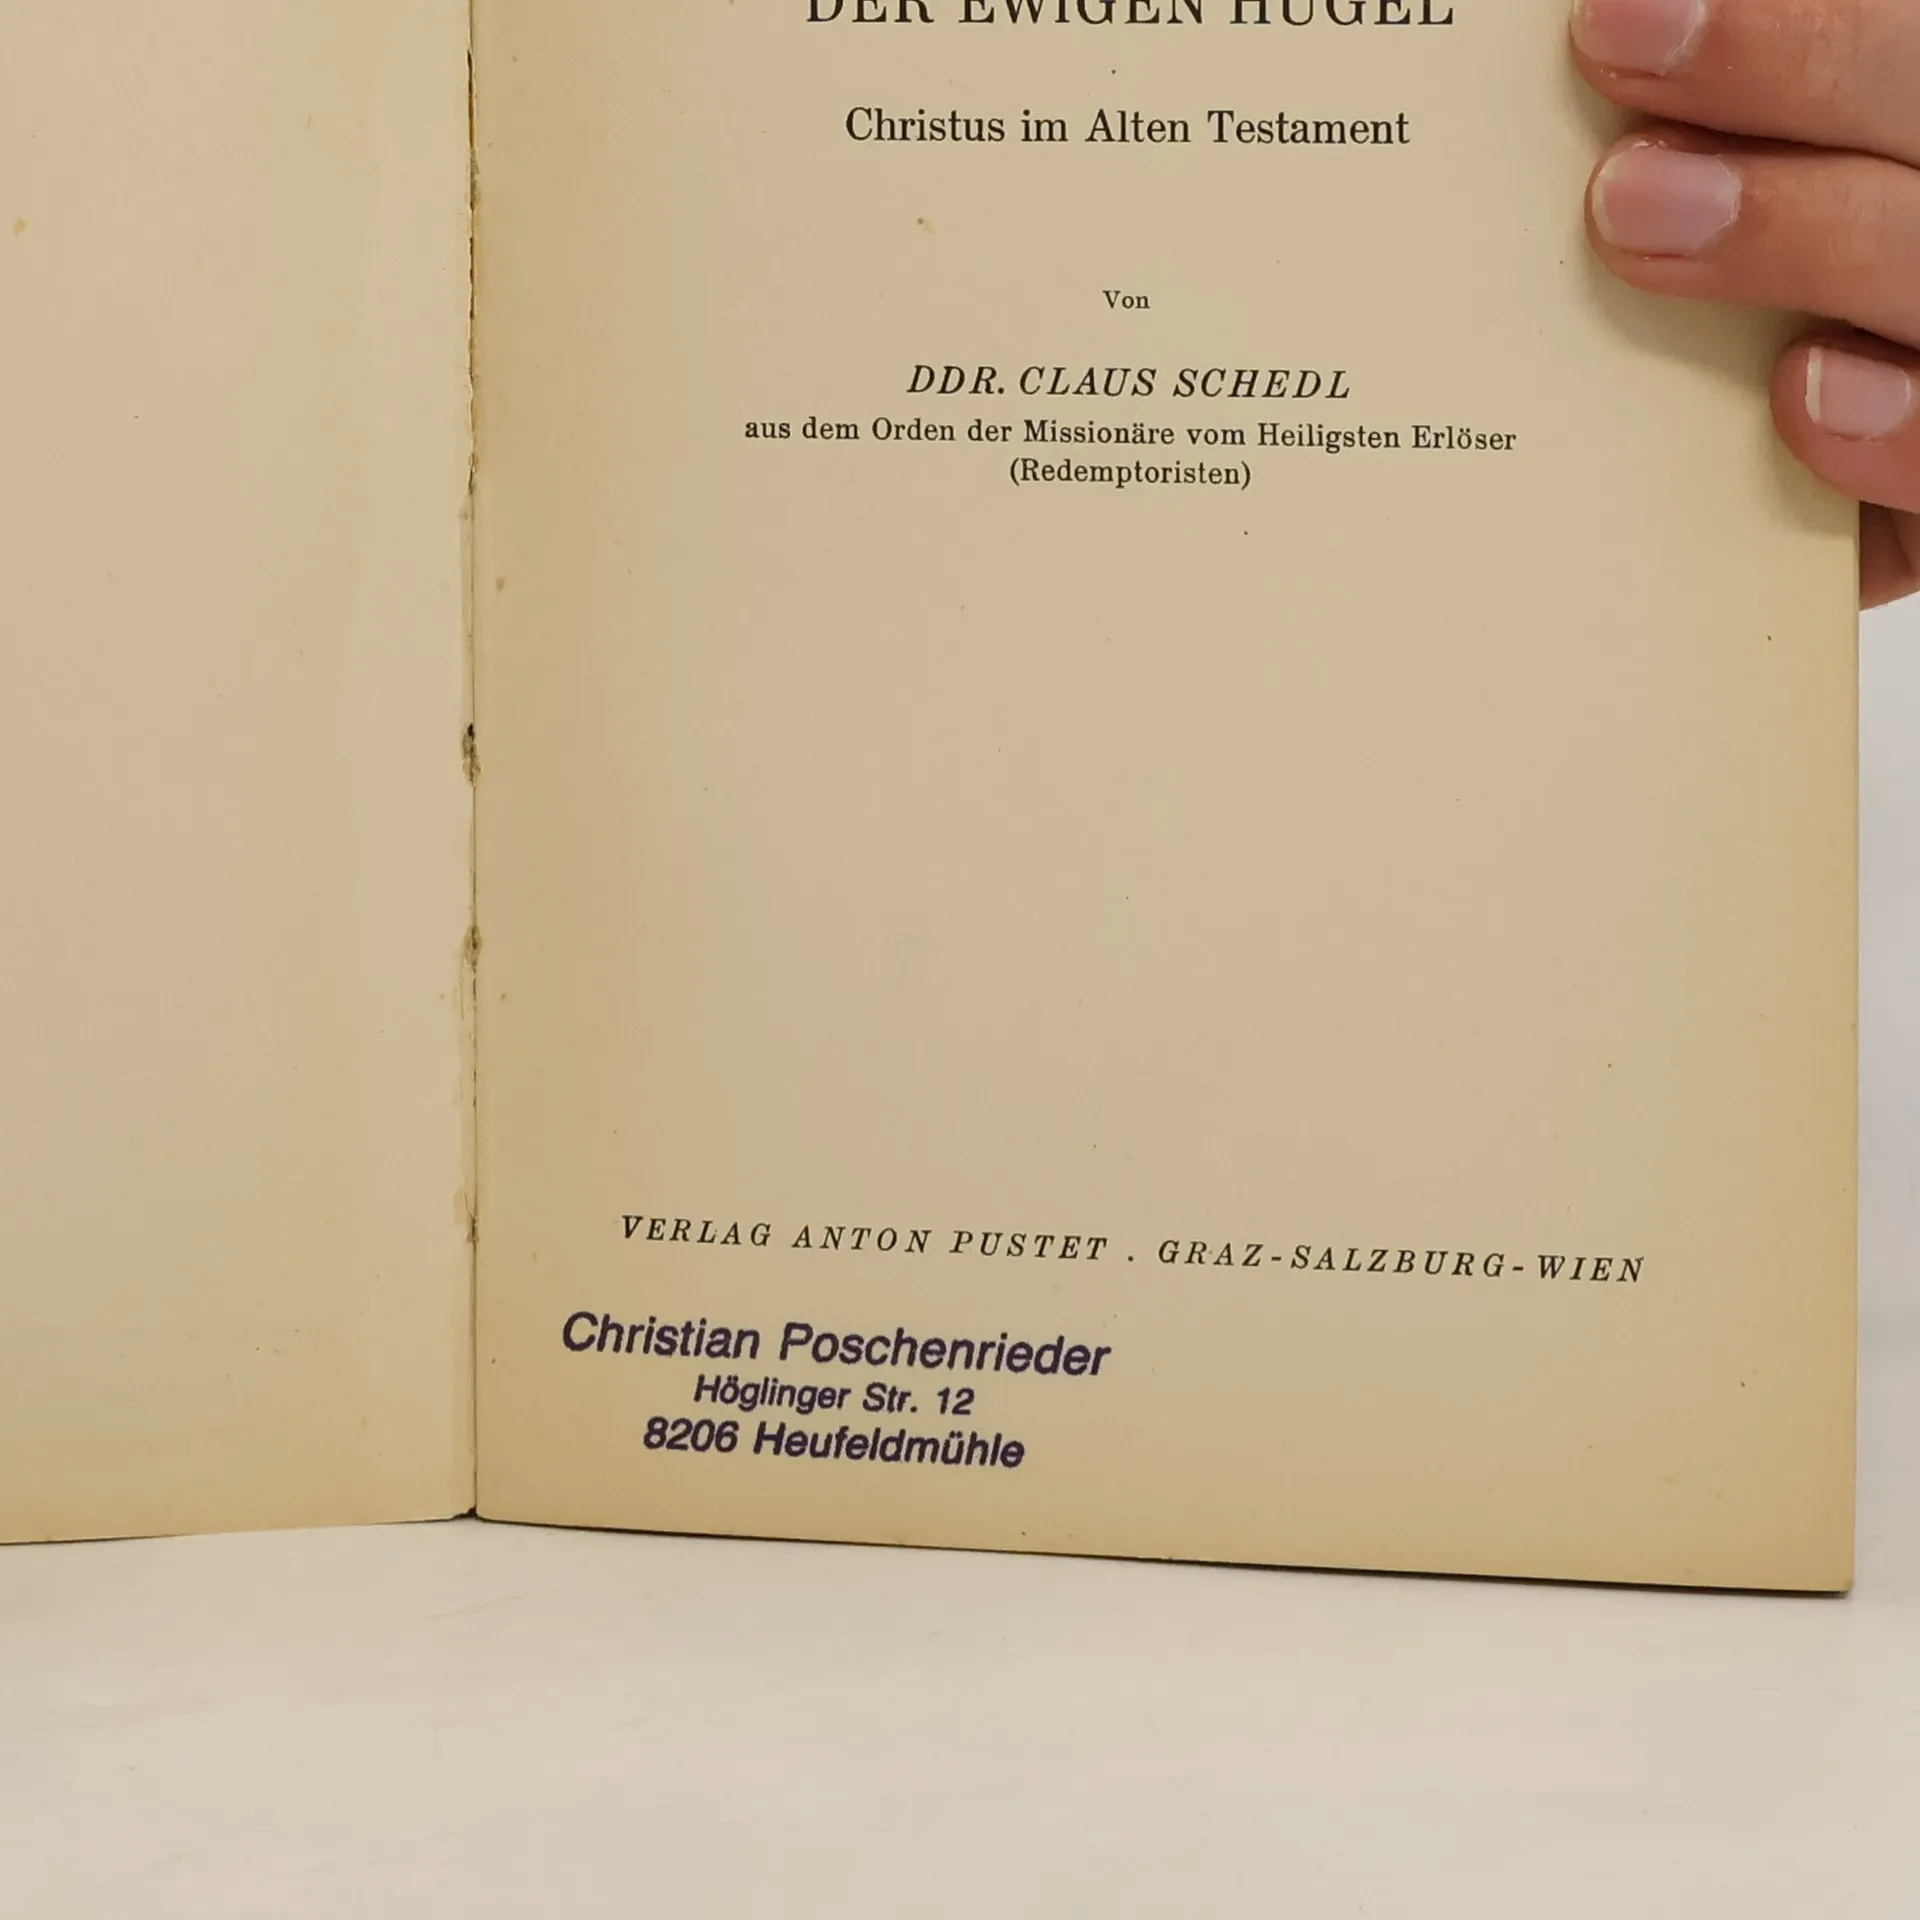 DER EWIGEN HÜGEL
Christus im Alten Testament
Von
DDR. CLAUS SCHEDL
aus dem Orden der Missionäre vom Heiligsten Erlöser
(Redemptoristen)
VERLAG ANTON PUSTET . GRAZ-SALZBURG-WIEN
Christian Poschenrieder
Höglinger Str. 12
8206 Heufeldmühle